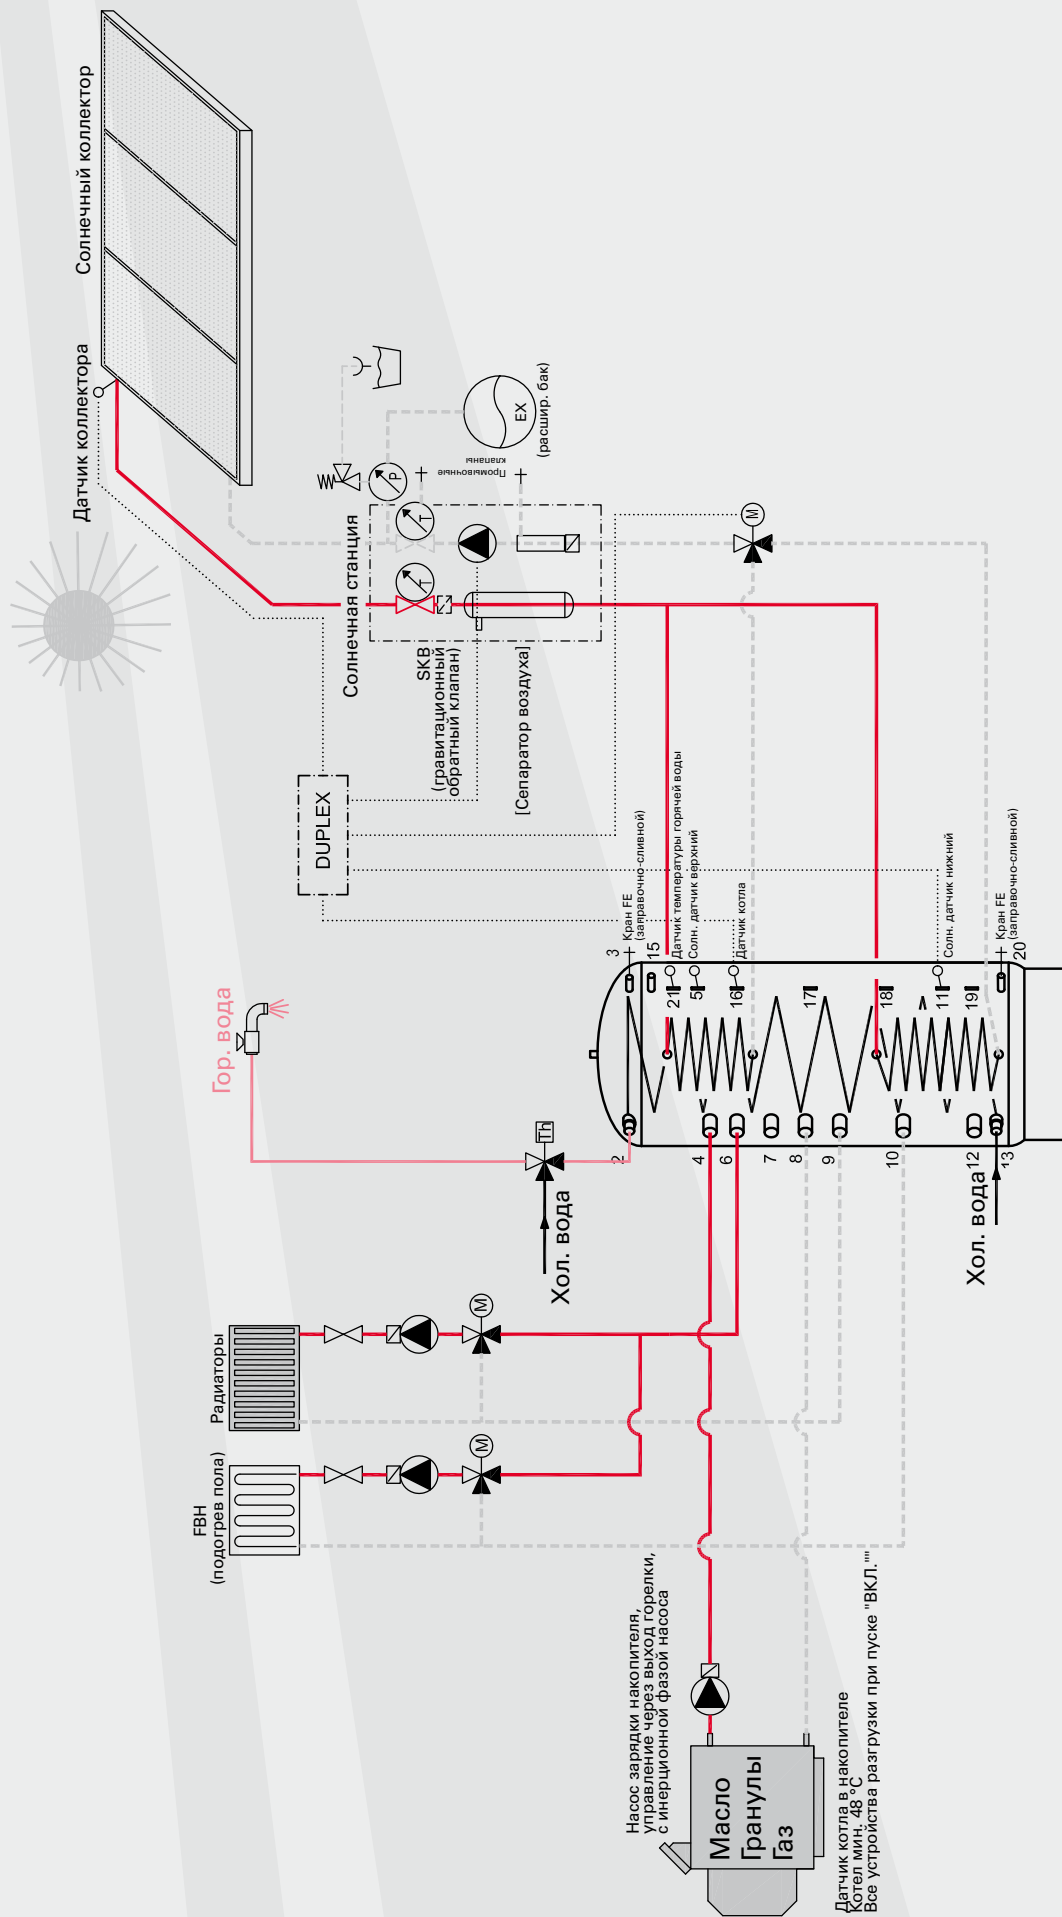 Солнечный коллектор
Датчик коллектора
P
T
T
EX
(расшир. бак)
Промывочные
клапаны
M
Солнечная станция
SKB
(гравитационный
обратный клапан)
[Сепаратор воздуха]
DUPLEX
Гор. вода
Th
Хол. вода
3
Кран FE
(заправочно-сливной)
15
Датчик температуры горячей воды
Солн. датчик верхний
Датчик котла
Солн. датчик нижний
Кран FE
(заправочно-сливной)
20
21
5
16
17
18
11
19
2
4
6
7
8
9
10
12
13
Хол. вода
Радиаторы
M
FBH
(подогрев пола)
M
Насос зарядки накопителя,
управление через выход горелки,
с инерционной фазой насоса
Масло
Гранулы
Газ
Датчик котла в накопителе
Котел мин. 48 °C
Все устройства разгрузки при пуске "ВКЛ.""